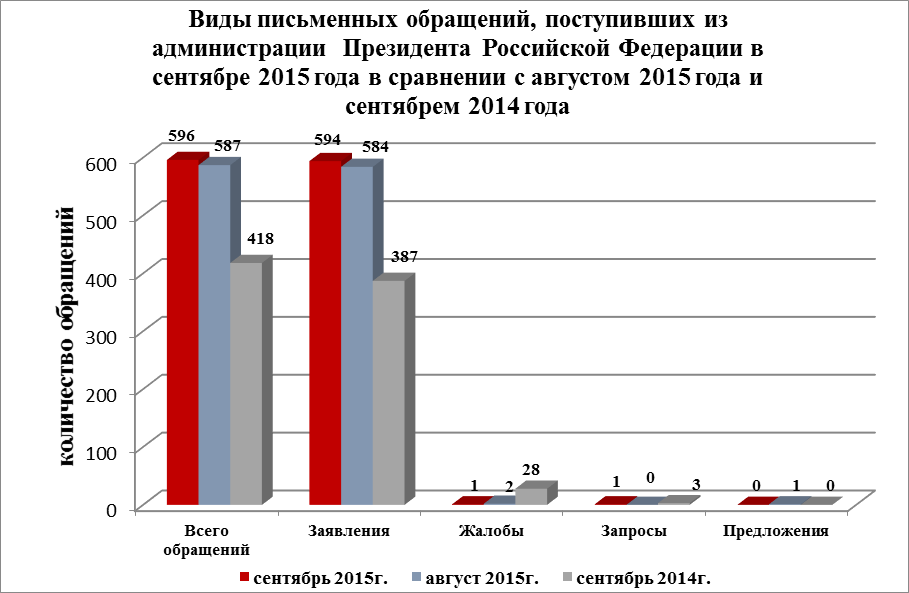 Виды письменных обращений, поступивших из
администрации Президента Российской Федерации в
сентябре 2015 года в сравнении с августом 2015 года и
сентябрем 2014 года
количество обращений
600
500
400
300
200
100
0
596
587
418
594
584
387
1
2
28
1
0
3
0
1
0
Всего
обращений
Заявления
Жалобы
Запросы
Предложения
сентябрь 2015г.
август 2015г.
сентябрь 2014г.